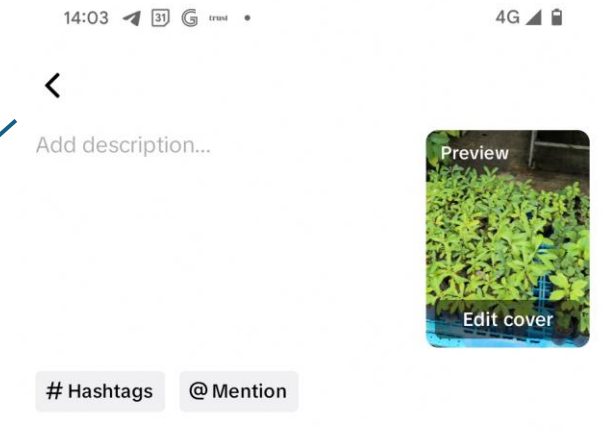 14:03 31 G trust 4G
Add description...
Preview
Edit cover
# Hashtags @ Mention